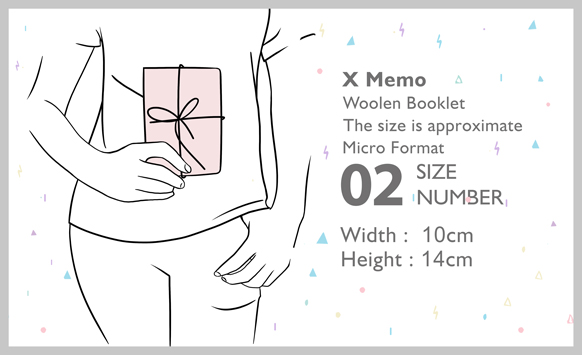 X Memo
Woolen Booklet
The size is approximate
Micro Format
02 SIZE
NUMBER
Width : 10cm
Height : 14cm